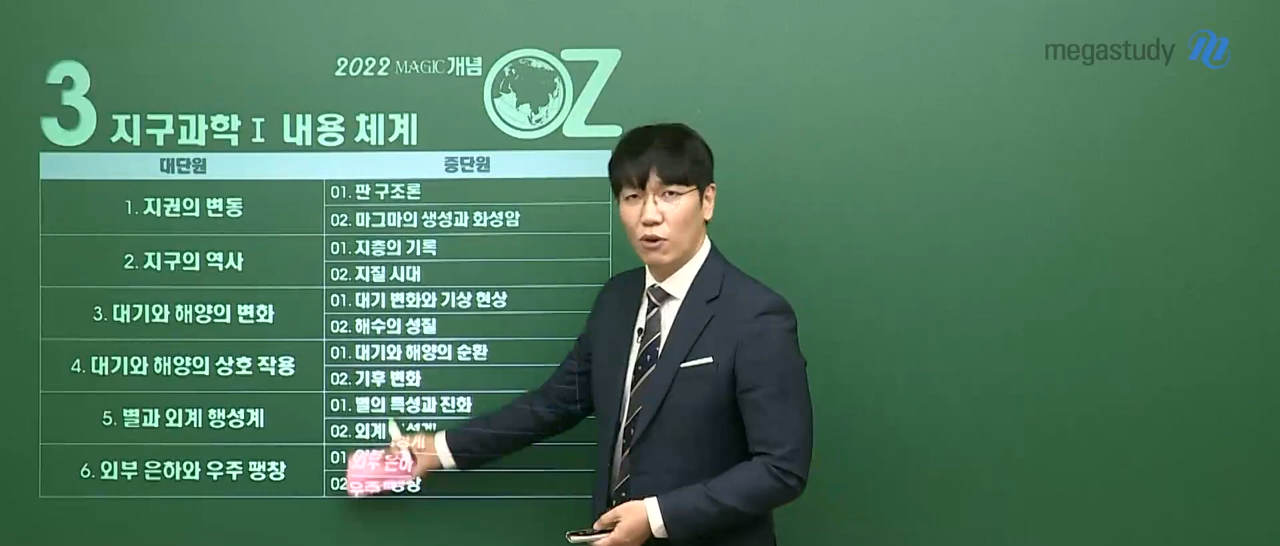 megastudy
2022 MAGIC개념 OZ
3 지구과학Ⅰ 내용 체계
대단원 중단원
1. 지권의 변동
01. 판 구조론
02. 마그마의 생성과 화성암
2. 지구의 역사
01. 지층의 기록
02. 지질 시대
3. 대기와 해양의 변화
01. 대기 변화와 기상 현상
02. 해수의 성질
4. 대기와 해양의 상호 작용
01. 대기와 해양의 순환
02. 기후 변화
5. 별과 외계 행성계
01. 별의 특성과 진화
02. 외계
6. 외부 은하와 우주 팽창
01. 외부 은하
02. 우주 팽창